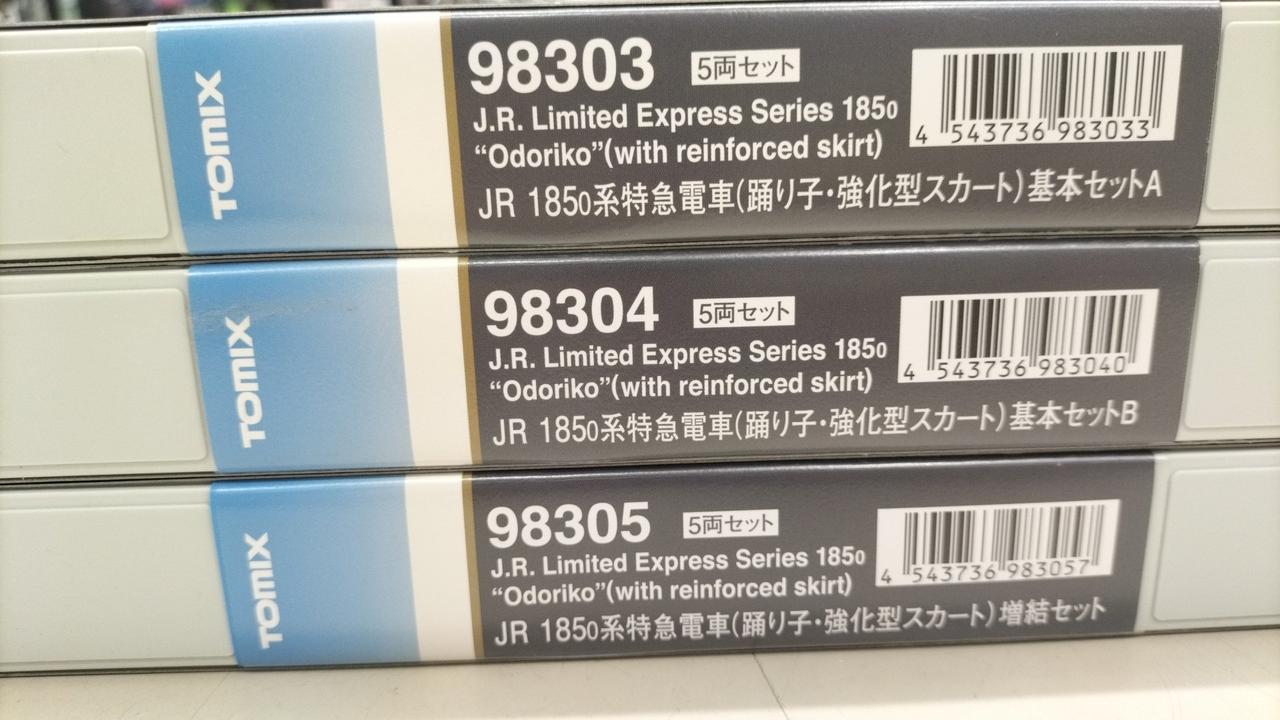 TOMIX
98303 5両セット
J.R. Limited Express Series 1850
“Odoriko”(with reinforced skirt)
JR 1850系特急電車(踊り子・強化型スカート)基本セットA
4 543736 983033
TOMIX
98304 5両セット
J.R. Limited Express Series 1850
“Odoriko”(with reinforced skirt)
JR 1850系特急電車(踊り子・強化型スカート)基本セットB
4 543736 983040
TOMIX
98305 5両セット
J.R. Limited Express Series 1850
“Odoriko”(with reinforced skirt)
JR 1850系特急電車(踊り子・強化型スカート)増結セット
4 543736 983057